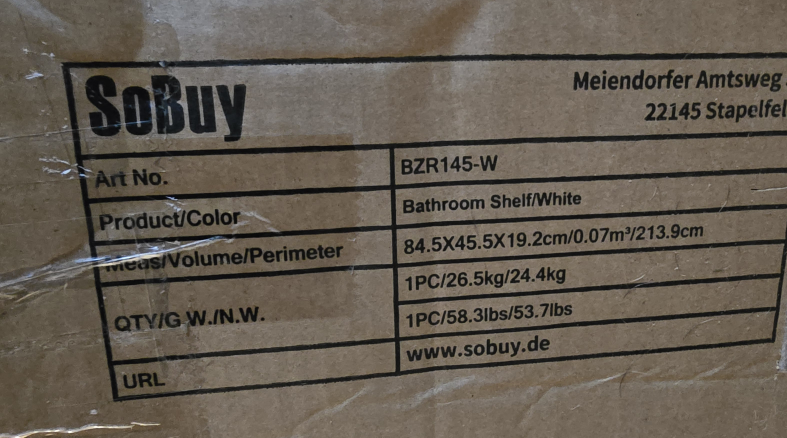 SoBuy
Meiendorfer Amtsweg
22145 Stapelfel
Art No.
BZR145-W
Product/Color
Bathroom Shelf/White
Meas/Volume/Perimeter
84.5X45.5X19.2cm/0.07m³/213.9cm
QTY/G.W./N.W.
1PC/26.5kg/24.4kg
1PC/58.3lbs/53.7lbs
URL
www.sobuy.de